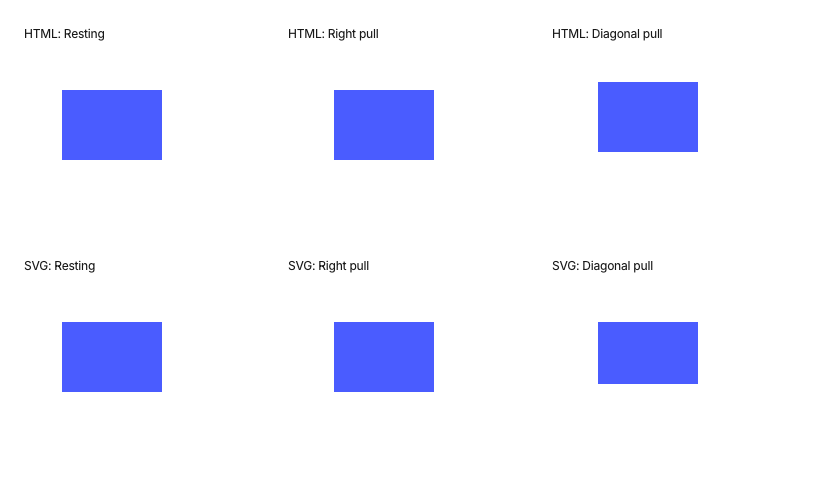 HTML: Resting
HTML: Right pull
HTML: Diagonal pull
SVG: Resting
SVG: Right pull
SVG: Diagonal pull